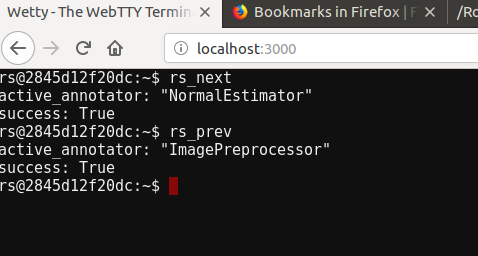 Wetty - The WebTTY Termin
Bookmarks in Firefox | F
/Ro
localhost:3000
rs@2845d12f20dc:~$ rs_next
active_annotator: "NormalEstimator"
success: True
rs@2845d12f20dc:~$ rs_prev
active_annotator: "ImagePreprocessor"
success: True
rs@2845d12f20dc:~$